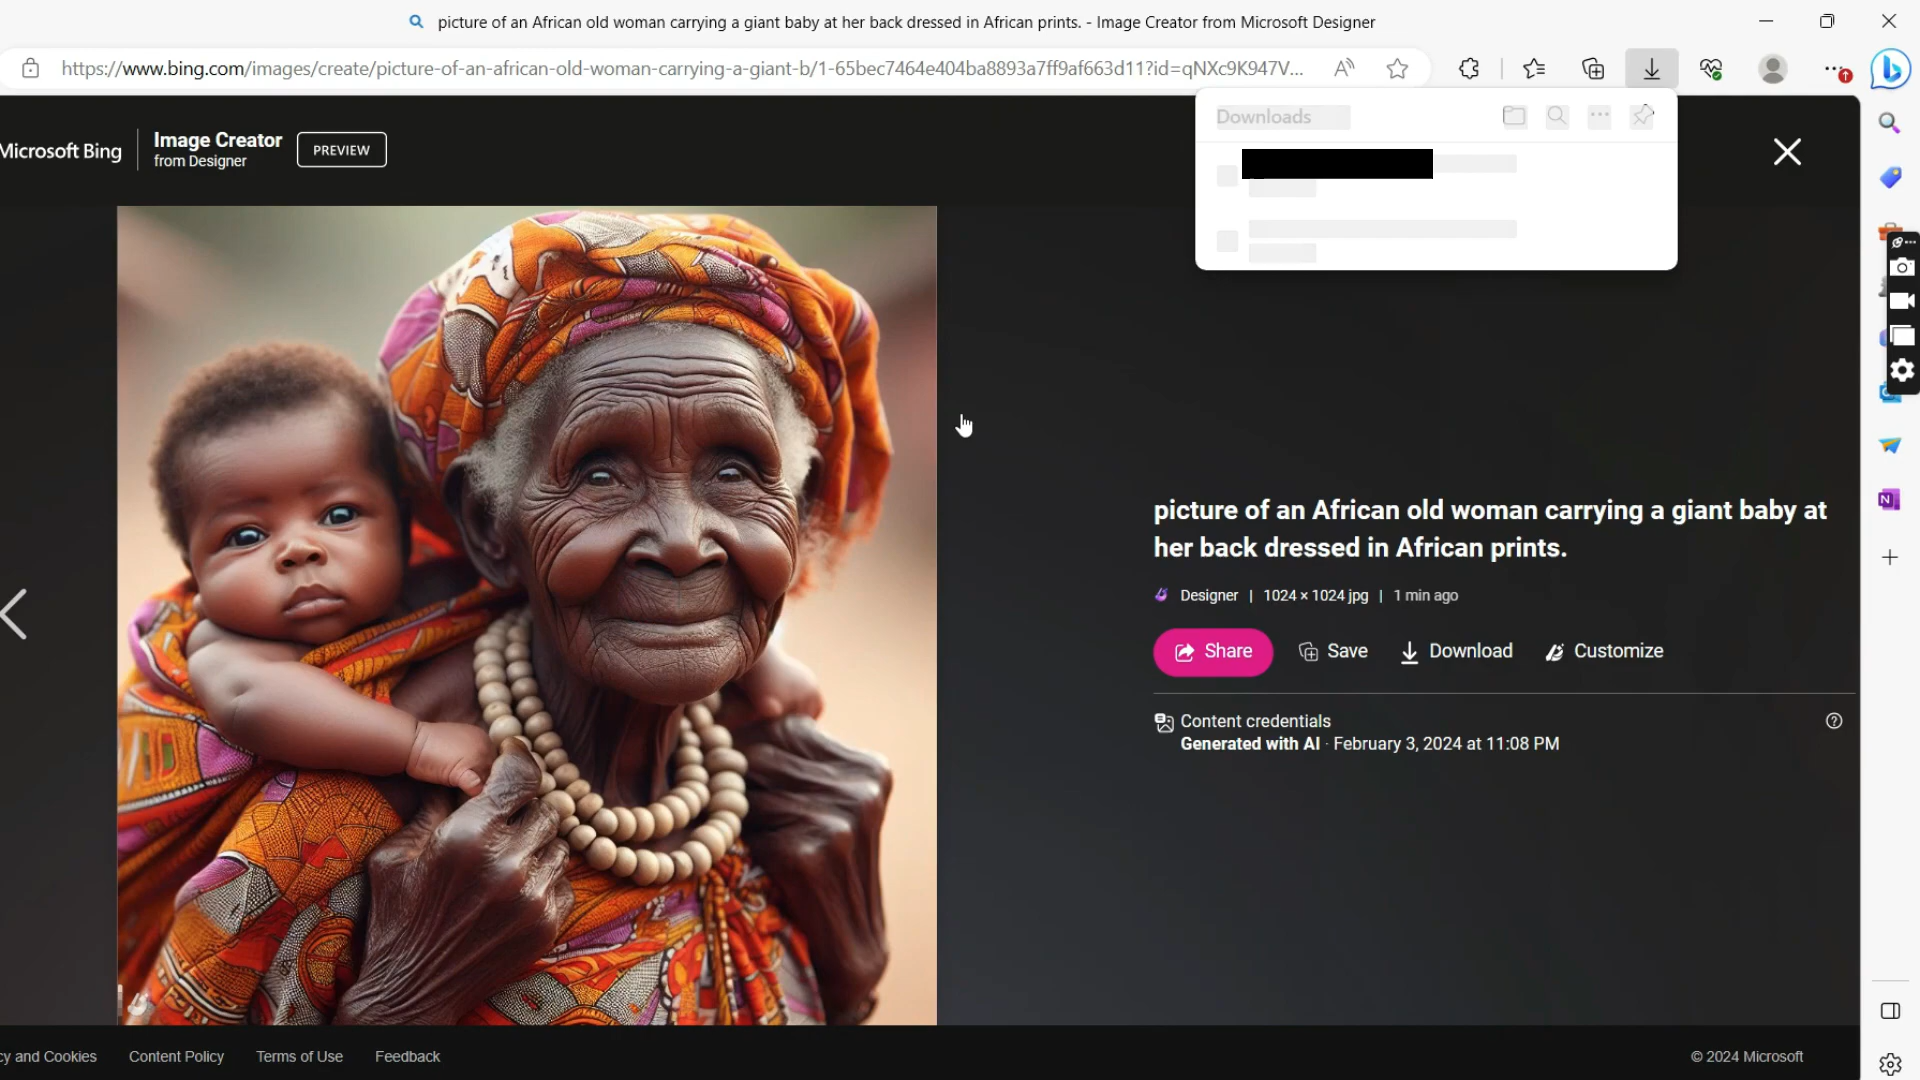 picture of an African old woman carrying a giant baby at her back dressed in African prints. - Image Creator from Microsoft Designer
https://www.bing.com/images/create/picture-of-an-african-old-woman-carrying-a-giant-b/1-65bec7464e404ba8893a7ff9af663d11?id=qNXc9K947V...
Downloads
Microsoft Bing
Image Creator
from Designer
PREVIEW
picture of an African old woman carrying a giant baby at
her back dressed in African prints.
Designer | 1024 × 1024 jpg | 1 min ago
Share Save Download Customize
Content credentials
Generated with AI · February 3, 2024 at 11:08 PM
cy and Cookies Content Policy Terms of Use Feedback
© 2024 Microsoft